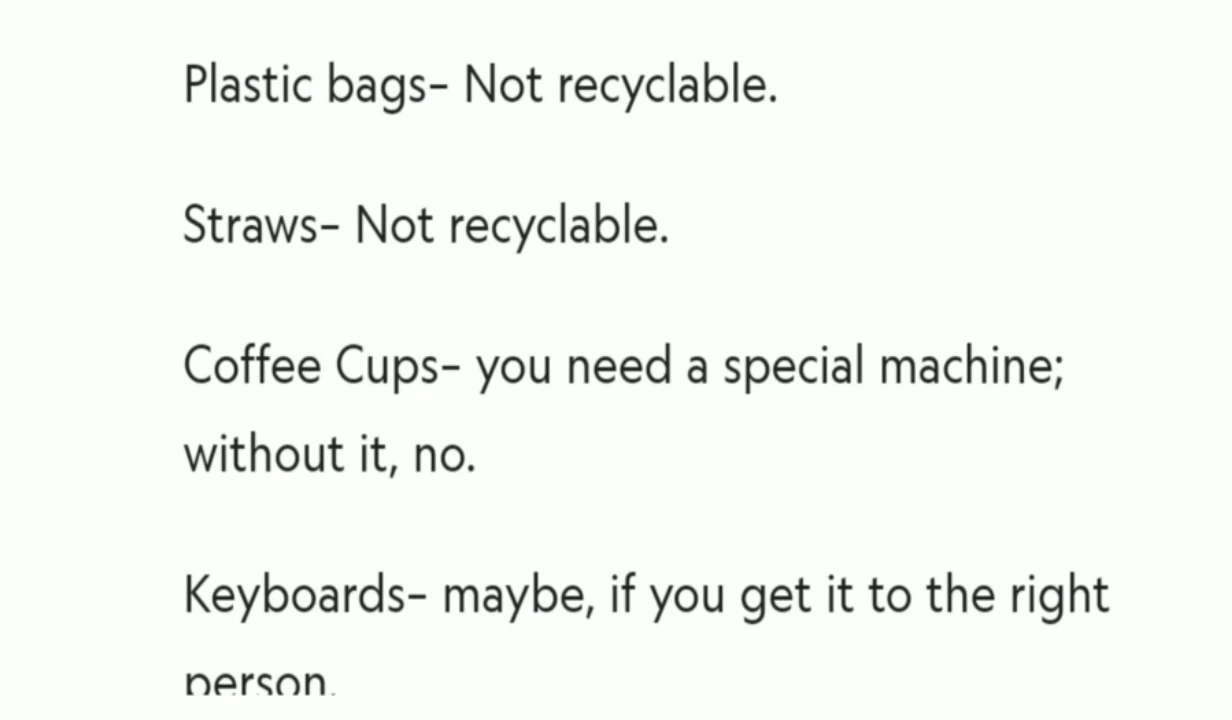 Plastic bags- Not recyclable.
Straws- Not recyclable.
Coffee Cups- you need a special machine;
without it, no.
Keyboards- maybe, if you get it to the right
person.